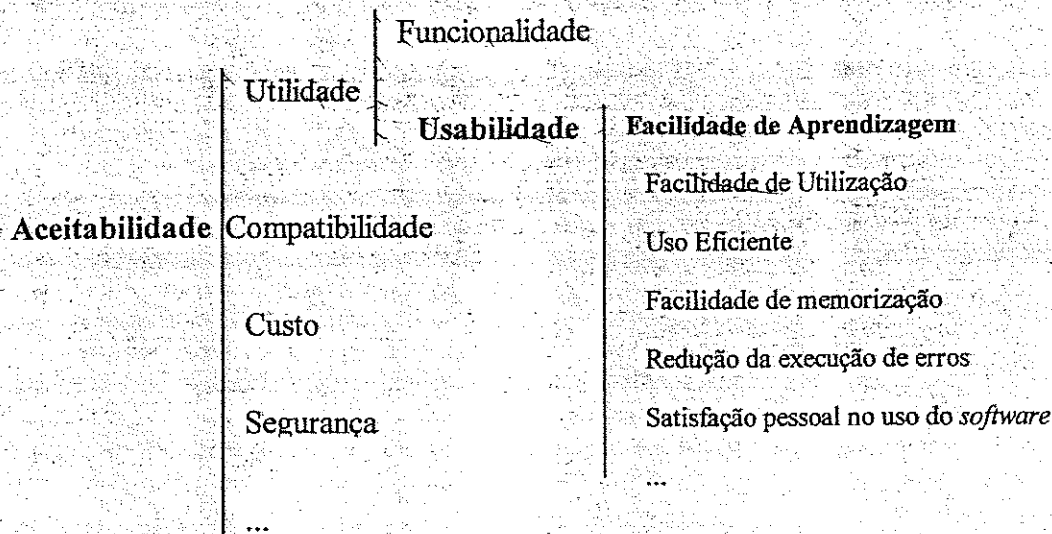 Funcionalidade
Utilidade
Usabilidade Facilidade de Aprendizagem
Facilidade de Utilização
Aceitabilidade Compatibilidade Uso Eficiente
Facilidade de memorização
Custo
Redução da execução de erros
Segurança Satisfação pessoal no uso do software
...
...